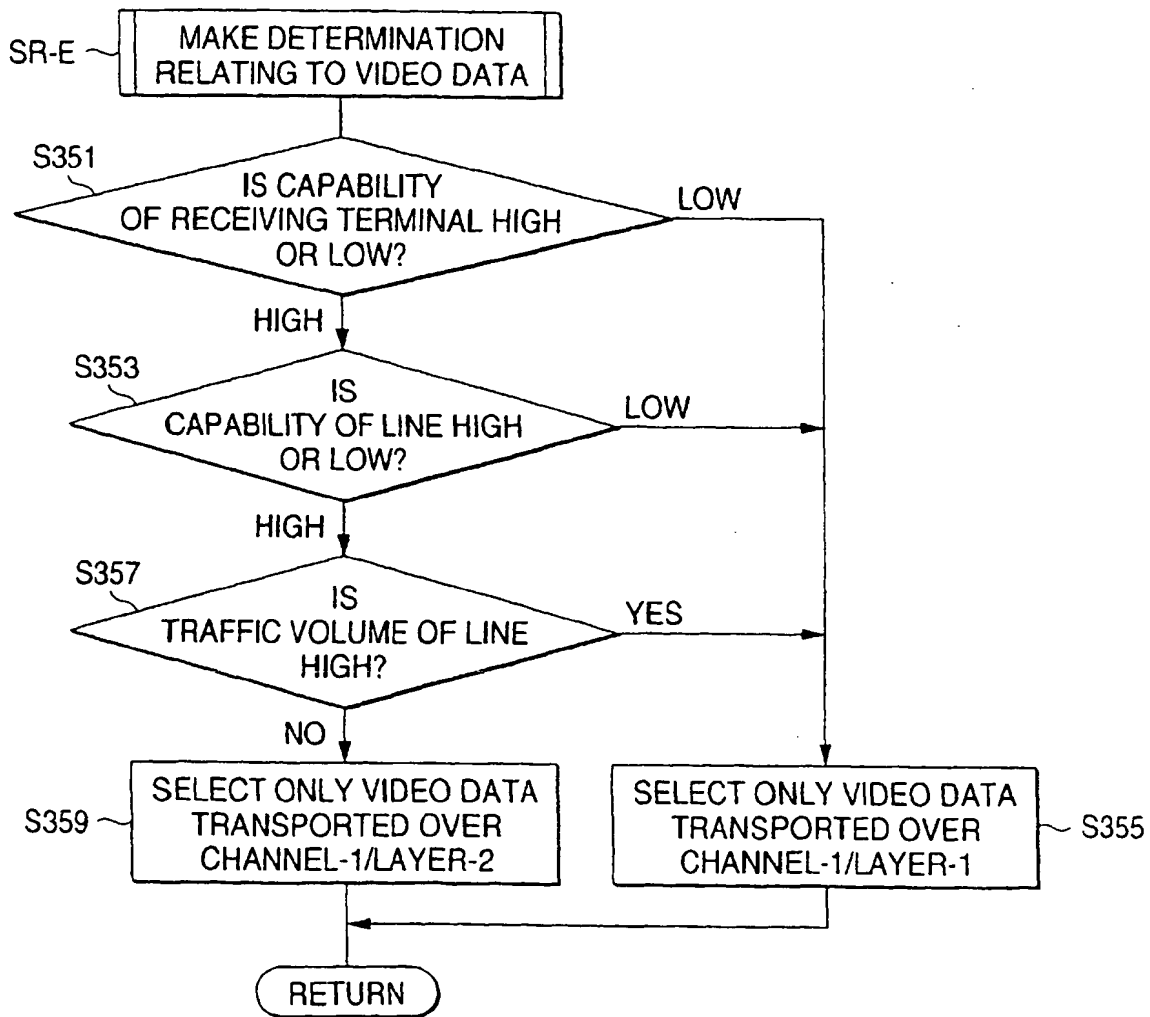 SR-E
MAKE DETERMINATION
RELATING TO VIDEO DATA
S351
IS CAPABILITY
OF RECEIVING TERMINAL HIGH
OR LOW?
LOW
HIGH
S353
IS
CAPABILITY OF LINE HIGH
OR LOW?
LOW
HIGH
S357
IS
TRAFFIC VOLUME OF LINE
HIGH?
YES
NO
S359
SELECT ONLY VIDEO DATA
TRANSPORTED OVER
CHANNEL-1/LAYER-2
SELECT ONLY VIDEO DATA
TRANSPORTED OVER
CHANNEL-1/LAYER-1
S355
RETURN